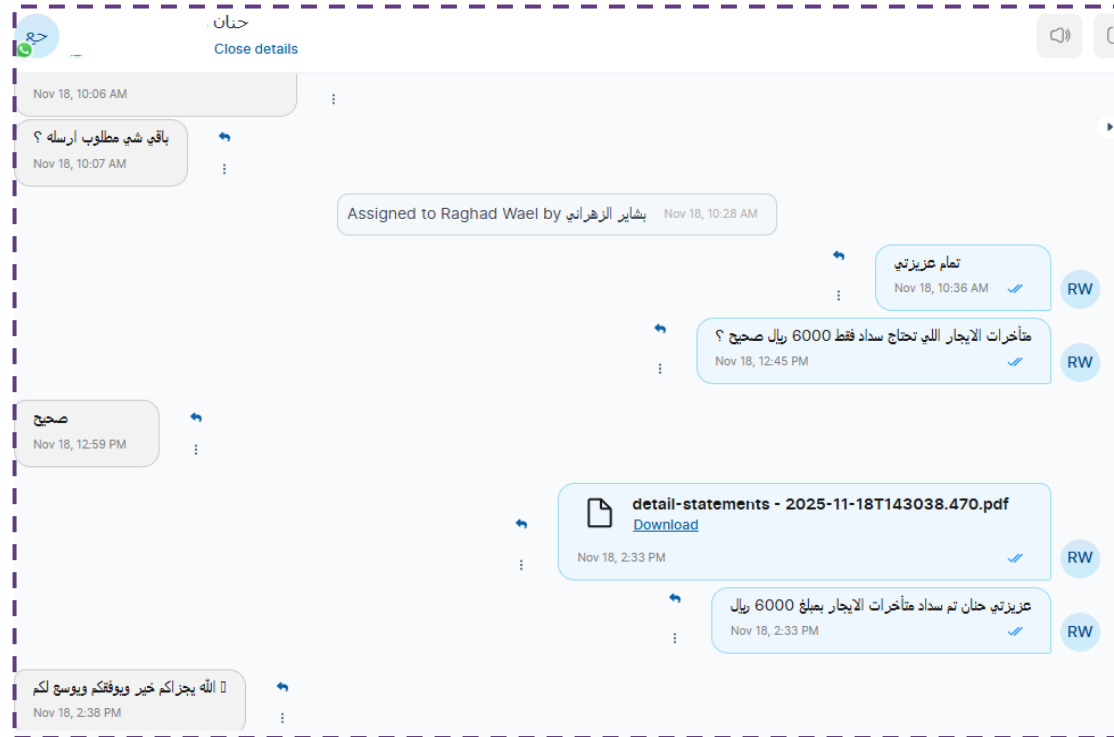 حنان
حع
Close details
Nov 18, 10:06 AM
باقي شي مطلوب ارسله ؟
Nov 18, 10:07 AM
Assigned to Raghad Wael by بشاير الزهراني Nov 18, 10:28 AM
تمام عزيزتي
Nov 18, 10:36 AM
RW
متأخرات الايجار اللي تحتاج سداد فقط 6000 ريال صحيح ؟
Nov 18, 12:45 PM
RW
صحيح
Nov 18, 12:59 PM
detail-statements - 2025-11-18T143038.470.pdf
Download
Nov 18, 2:33 PM
RW
عزيزتي حنان تم سداد متأخرات الايجار بمبلغ 6000 ريال
Nov 18, 2:33 PM
RW
الله يجزاكم خير ويوفقكم ويوسع لكم
Nov 18, 2:38 PM